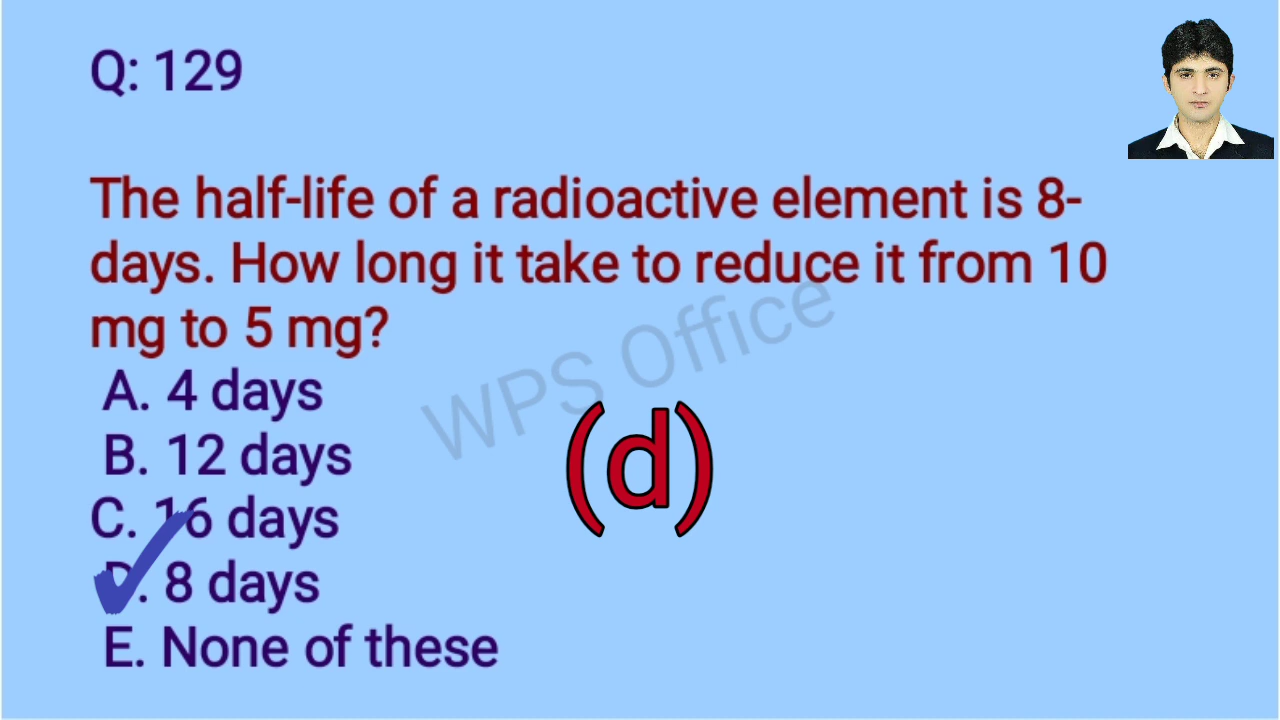 Q: 129
The half-life of a radioactive element is 8-
days. How long it take to reduce it from 10
mg to 5 mg?
WPS Office
A. 4 days
B. 12 days
(d)
C. 16 days
D. 8 days
E. None of these